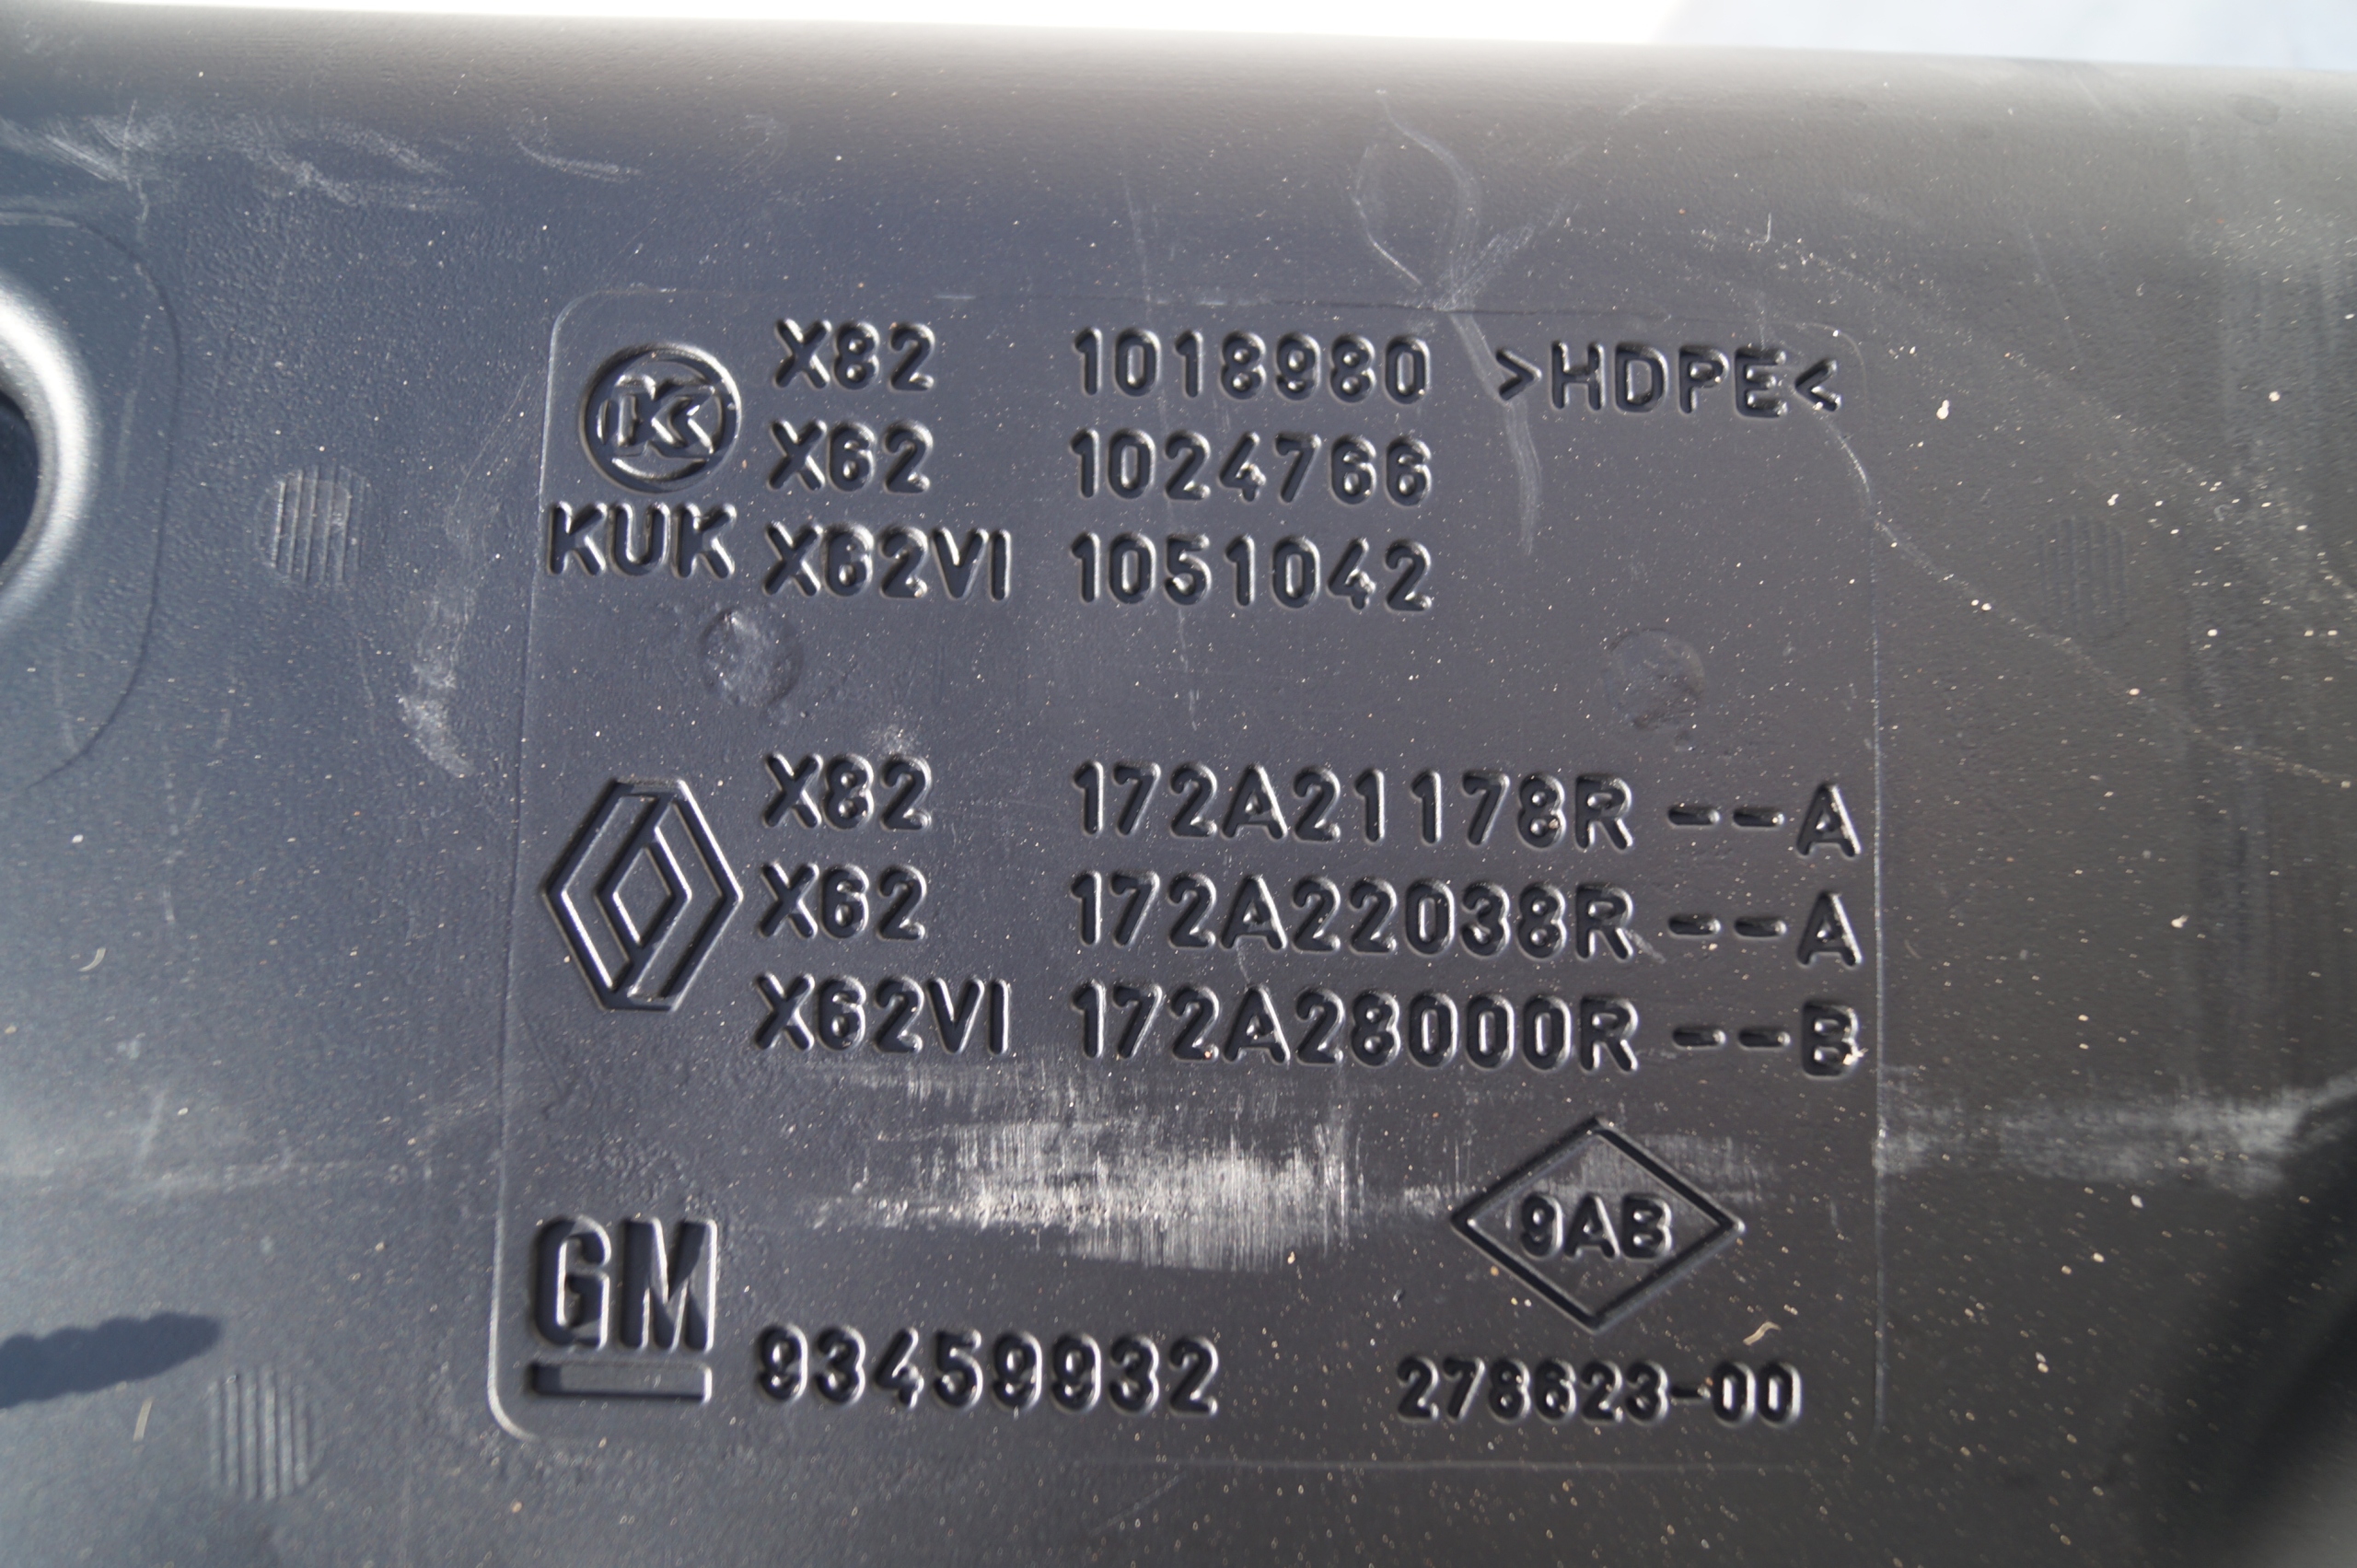 K X82 1018980 >HDPE<
X62 1024766
KUK X62VI 1051042
X82 172A21178R--A
X62 172A22038R--A
X62VI 172A28000R--B
9AB
GM
93459932 278623-00